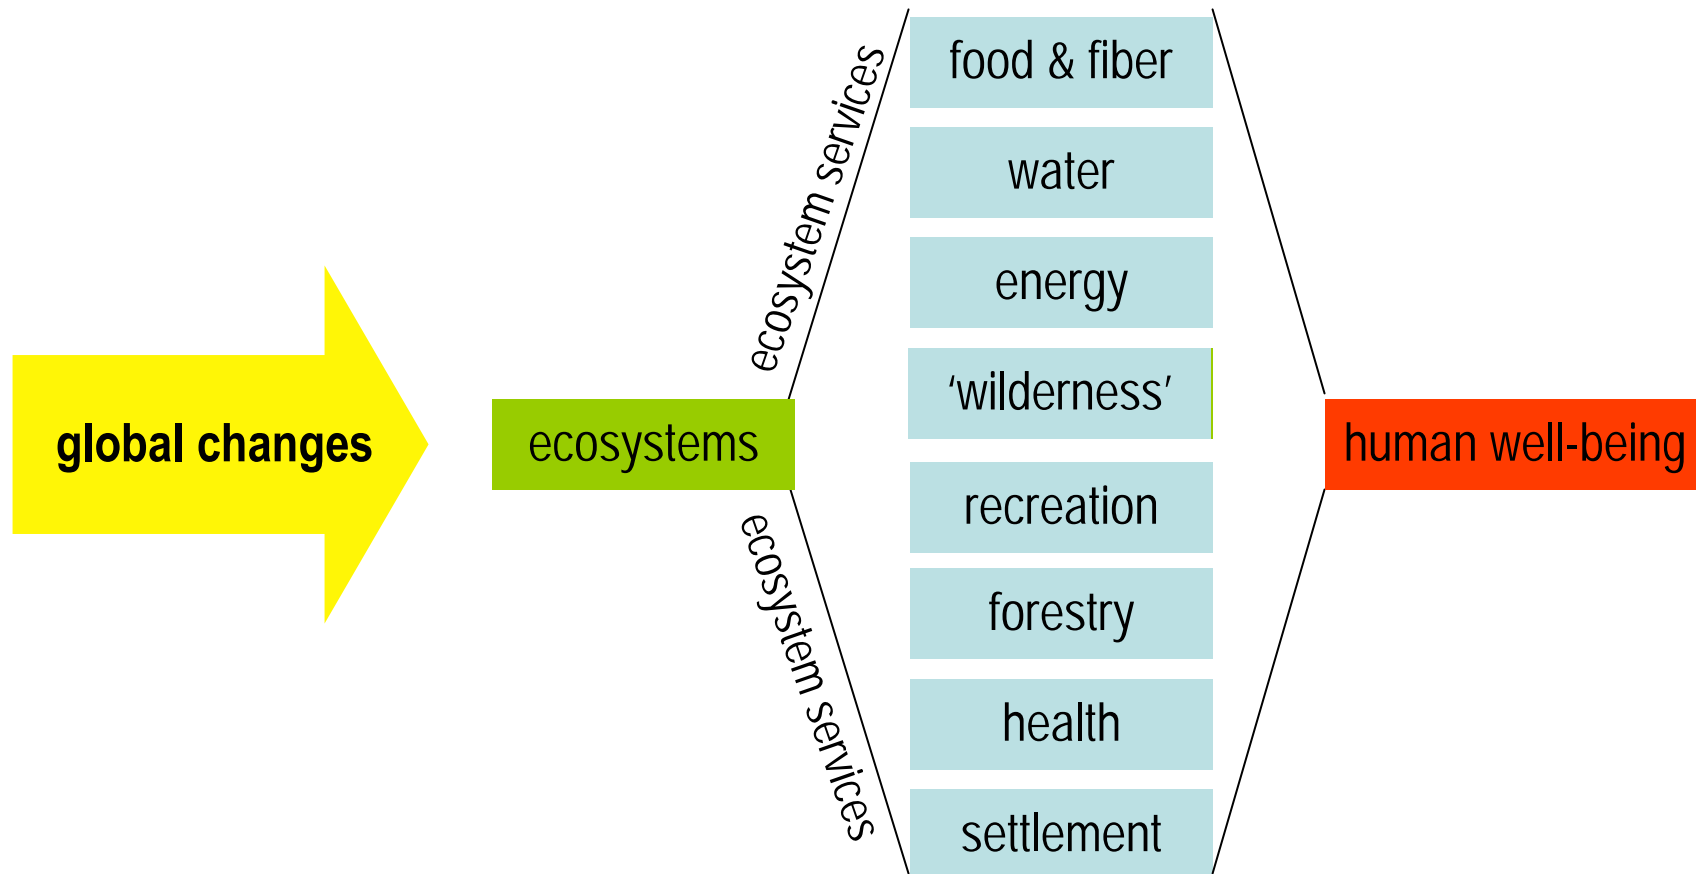 global changes
ecosystems
ecosystem services
ecosystem services
food & fiber
water
energy
‘wilderness’
recreation
forestry
health
settlement
human well-being